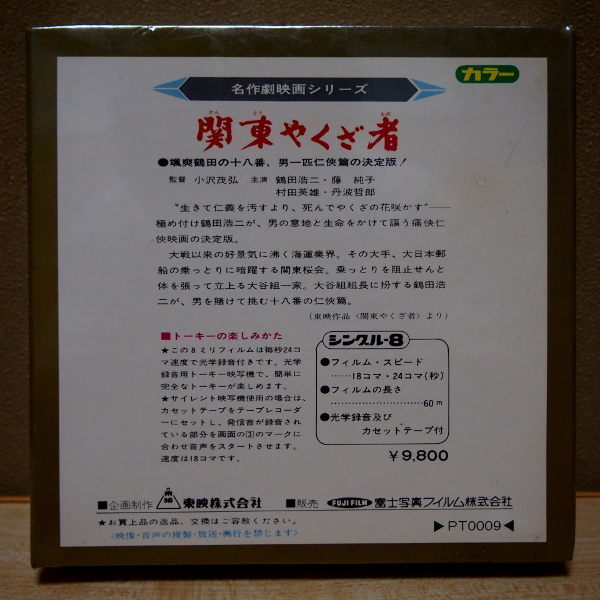 カラー
名作劇映画シリーズ
関東やくざ者
●颯爽鶴田の十八番、男一匹仁俠篇の決定版！
監督 小沢茂弘 主演 鶴田浩二・藤 純子
村田英雄・丹波哲郎
“生きて仁義を汚すより、死んでやくざの花咲かす”──
極め付け鶴田浩二が、男の意地と生命をかけて謳う痛快仁
俠映画の決定版。
大戦以来の好景気に沸く海運業界。その大手、大日本郵
船の乗っとりに暗躍する関東桜会。乗っとりを阻止せんと
体を張って立上る大谷組一家。大谷組組長に扮する鶴田浩
二が、男を賭けて挑む十八番の仁俠篇。
（東映作品〈関東やくざ者〉より）
■トーキーの楽しみかた
★この8ミリフィルムは毎秒24コ
マ速度で光学録音付きです。光学
録音用トーキー映写機で、簡単に
完全なトーキーが楽しめます。
★サイレント映写機使用の場合は、
カセットテープをテープレコーダ
ーにセットし、発信音が録音され
ている部分を画面の③のマークに
合わせ音声をスタートさせます。
速度は18コマです。
シングル-8
●フィルム・スピード
……18コマ・24コマ(秒)
●フィルムの長さ
……………………60m
●光学録音及び
カセットテープ付
￥9,800
■企画制作 東映 東映株式会社 ■販売 FUJI FILM 富士写真フイルム株式会社
★お買上品の返品、交換はご容赦ください。
〈映像・音声の複製・放送・興行を禁じます〉
▶PT0009◀